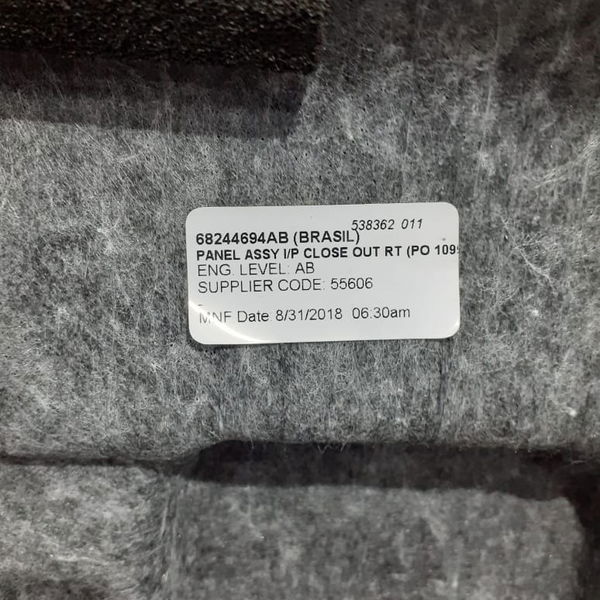 538362 011
68244694AB (BRASIL)
PANEL ASSY I/P CLOSE OUT RT (PO 109
ENG. LEVEL: AB
SUPPLIER CODE: 55606
MNF Date 8/31/2018 06:30am